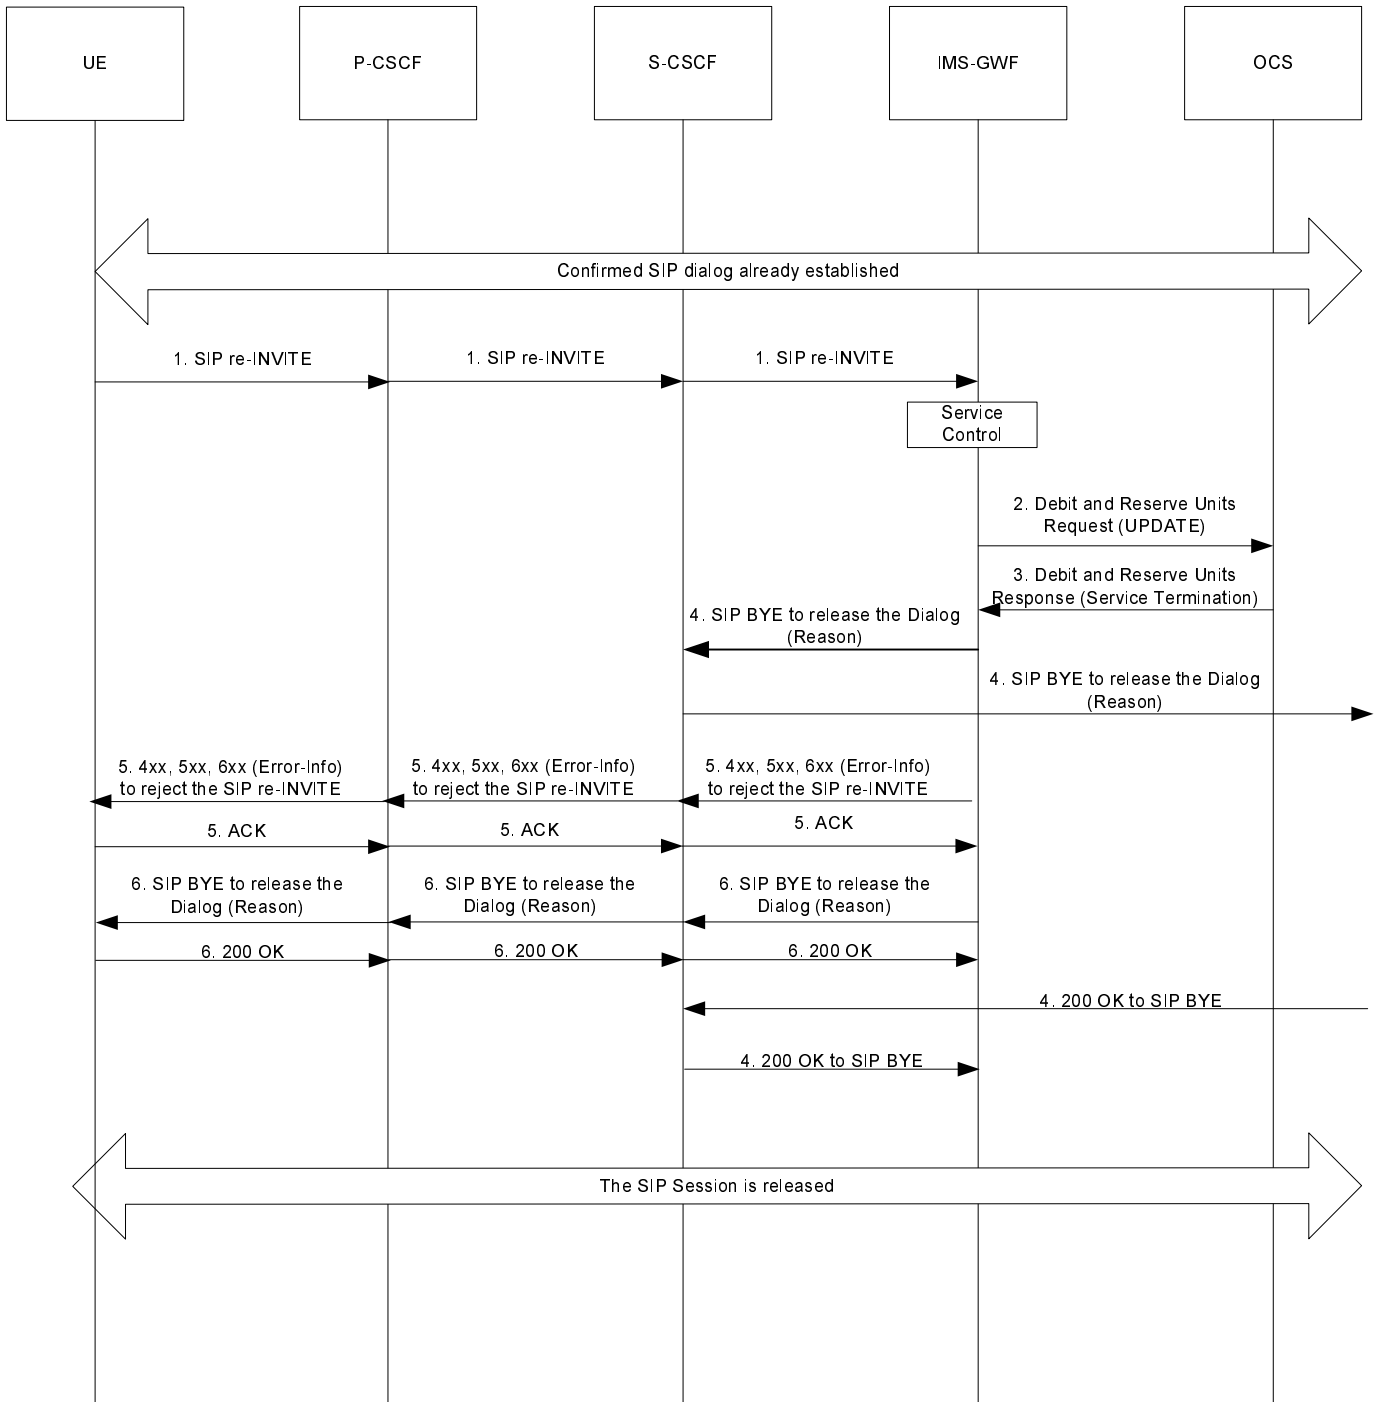 UE
P-CSCF
S-CSCF
IMS-GWF
OCS
Confirmed SIP dialog already established
1. SIP re-INVITE
1. SIP re-INVITE
1. SIP re-INVITE
Service
Control
2. Debit and Reserve Units
Request (UPDATE)
3. Debit and Reserve Units
Response (Service Termination)
4. SIP BYE to release the Dialog
(Reason)
4. SIP BYE to release the Dialog
(Reason)
5. 4xx, 5xx, 6xx (Error-Info)
to reject the SIP re-INVITE
5. 4xx, 5xx, 6xx (Error-Info)
to reject the SIP re-INVITE
5. 4xx, 5xx, 6xx (Error-Info)
to reject the SIP re-INVITE
5. ACK
5. ACK
5. ACK
6. SIP BYE to release the
Dialog (Reason)
6. SIP BYE to release the
Dialog (Reason)
6. SIP BYE to release the
Dialog (Reason)
6. 200 OK
6. 200 OK
6. 200 OK
4. 200 OK to SIP BYE
4. 200 OK to SIP BYE
The SIP Session is released